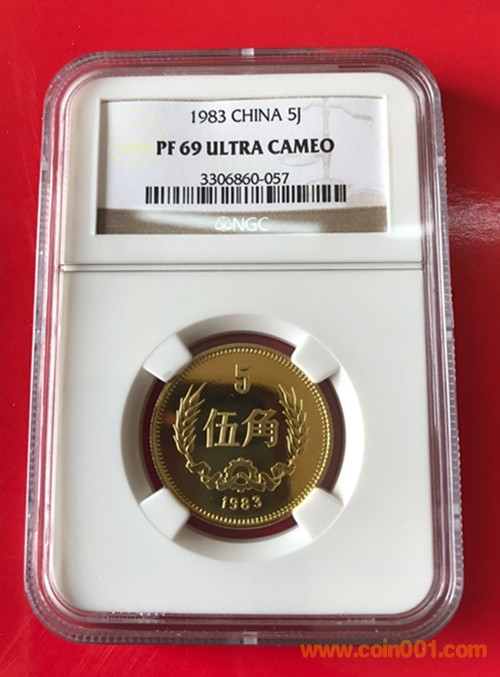 1983 CHINA 5J
PF 69 ULTRA CAMEO
3306860-057
NGC
5
伍角
1983
www.coin001.com